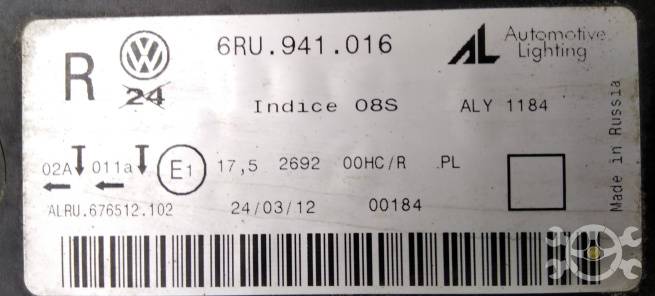 R
24
6RU.941.016
AL Automotive
Lighting
Indice 08S ALY 1184
02A 011a E1 17,5 2692 00HC/R PL
ALRU.676512.102 24/03/12 00184
Made in Russia